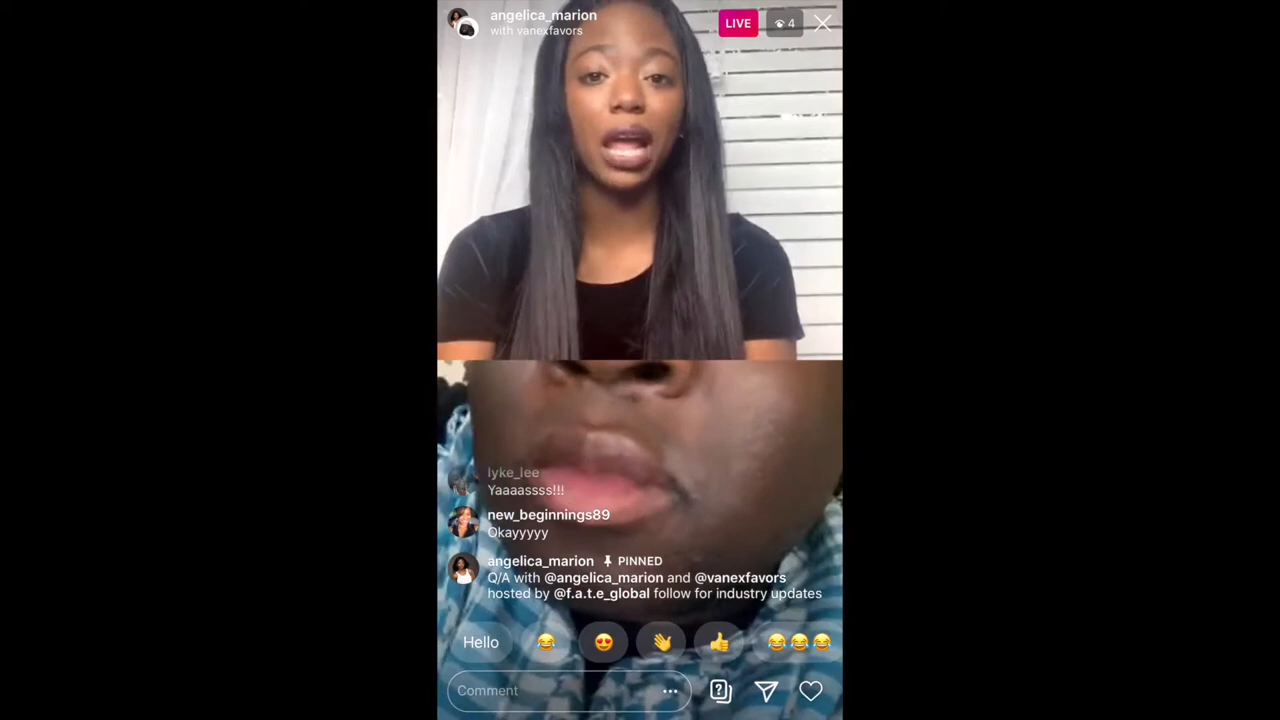 angelica_marion
with vanexfavors
LIVE
4
lyke_lee
Yaaaassss!!!
new_beginnings89
Okayyyyy
angelica_marion PINNED
Q/A with @angelica_marion and @vanexfavors
hosted by @f.a.t.e_global follow for industry updates
Hello
Comment